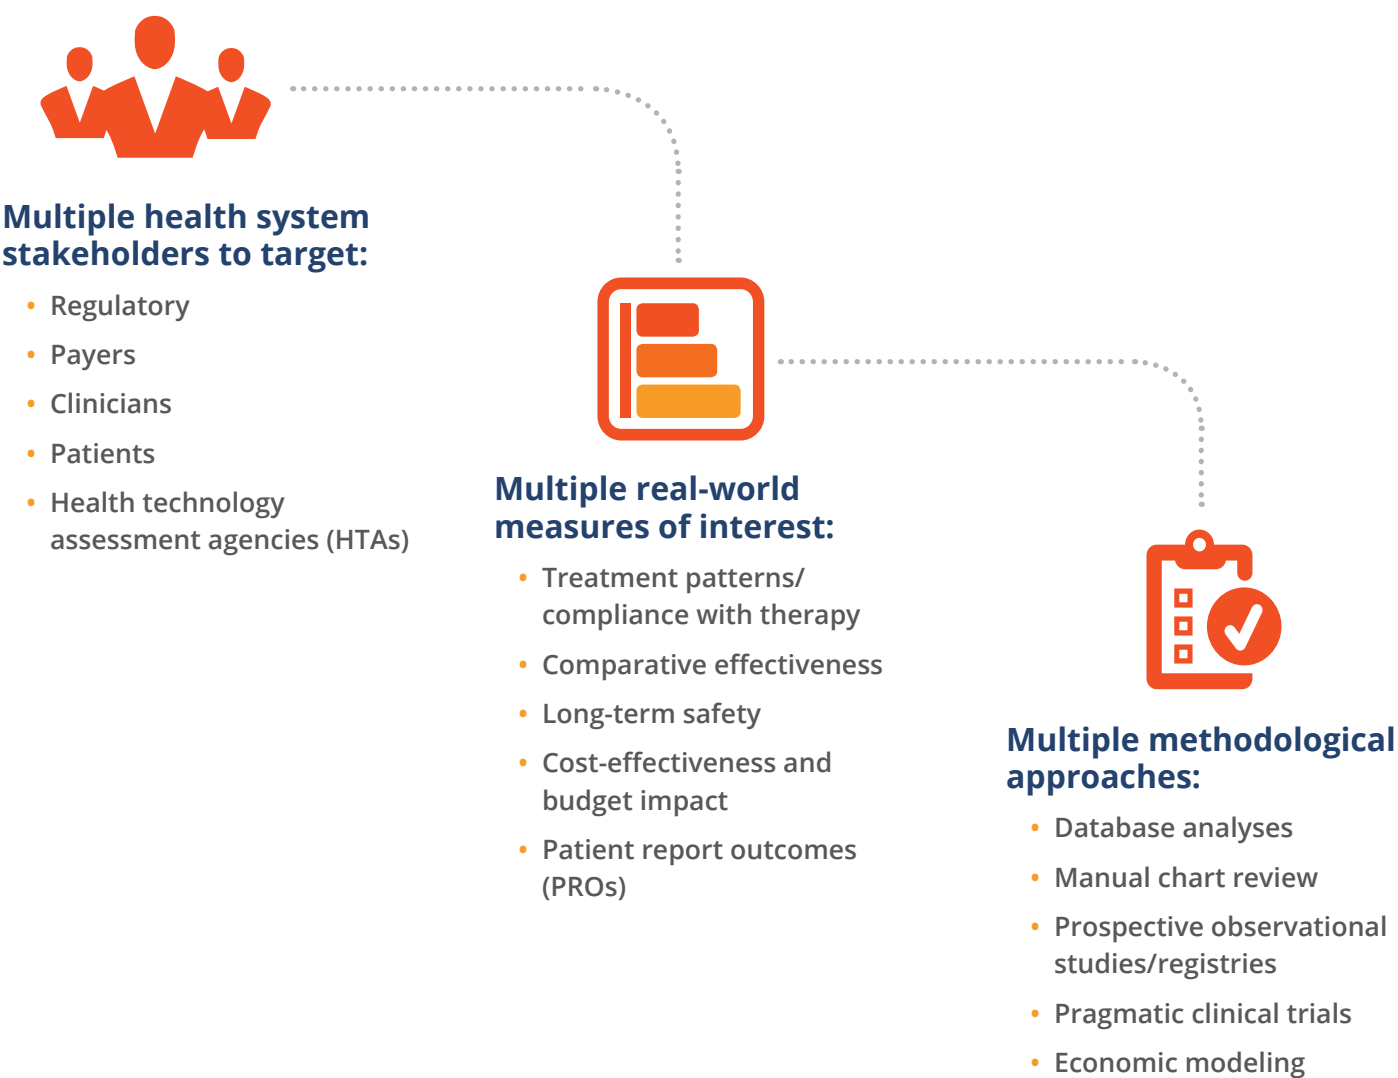 Multiple health system
stakeholders to target:
• Regulatory
• Payers
• Clinicians
• Patients
• Health technology
assessment agencies (HTAs)
Multiple real-world
measures of interest:
• Treatment patterns/
compliance with therapy
• Comparative effectiveness
• Long-term safety
• Cost-effectiveness and
budget impact
• Patient report outcomes
(PROs)
Multiple methodological
approaches:
• Database analyses
• Manual chart review
• Prospective observational
studies/registries
• Pragmatic clinical trials
• Economic modeling